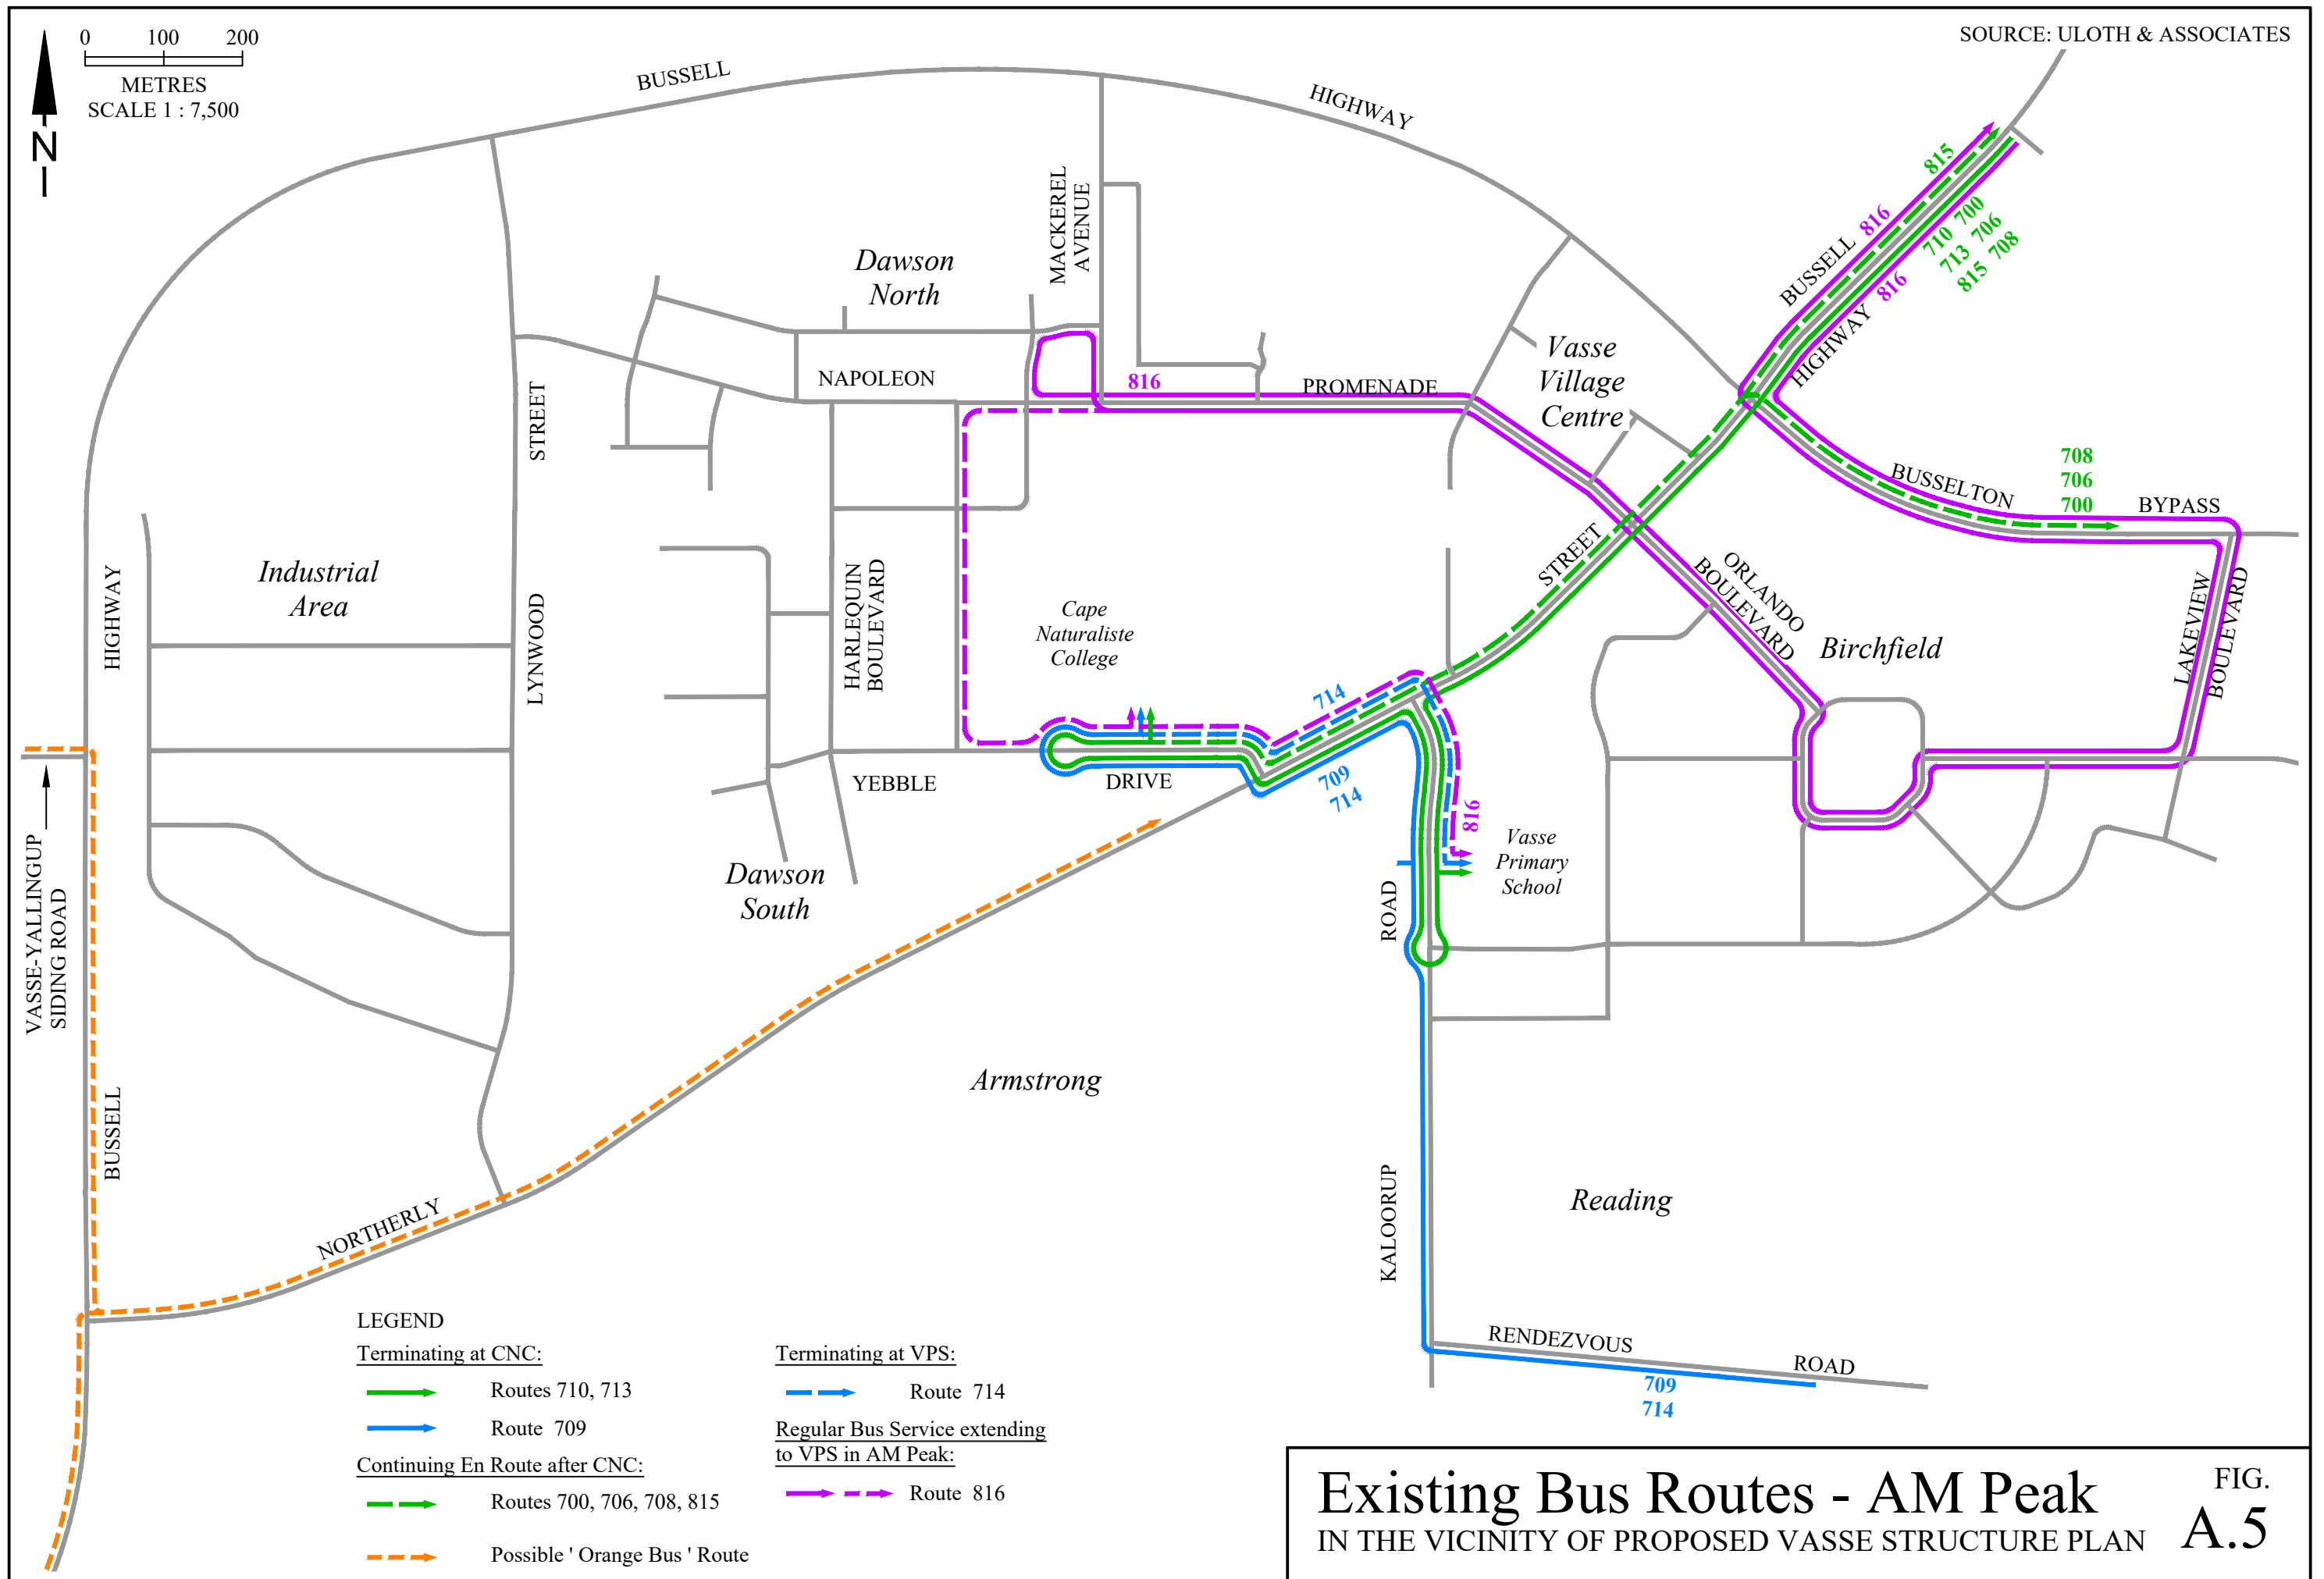 0 100 200
METRES
SCALE 1 : 7,500
N
SOURCE: ULOTH & ASSOCIATES
BUSSELL
HIGHWAY
MACKEREL
AVENUE
815
816
700
710 706
713 708
815
BUSSELL
816
HIGHWAY
Dawson
North
Vasse
Village
Centre
NAPOLEON
816
PROMENADE
STREET
708
706
700
BUSSELTON
BYPASS
STREET
ORLANDO
BOULEVARD
HIGHWAY
Industrial
Area
LYNWOOD
HARLEQUIN
BOULEVARD
Cape
Naturaliste
College
Birchfield
LAKEVIEW
BOULEVARD
714
709
714
YEBBLE
DRIVE
816
Vasse
Primary
School
VASSE-YALLINGUP
SIDING ROAD
Dawson
South
ROAD
Armstrong
BUSSELL
NORTHERLY
KALOORUP
Reading
RENDEZVOUS
ROAD
709
714
LEGEND
Terminating at CNC:
Routes 710, 713
Route 709
Continuing En Route after CNC:
Routes 700, 706, 708, 815
Possible ' Orange Bus ' Route
Terminating at VPS:
Route 714
Regular Bus Service extending
to VPS in AM Peak:
Route 816
Existing Bus Routes - AM Peak
IN THE VICINITY OF PROPOSED VASSE STRUCTURE PLAN
FIG.
A.5